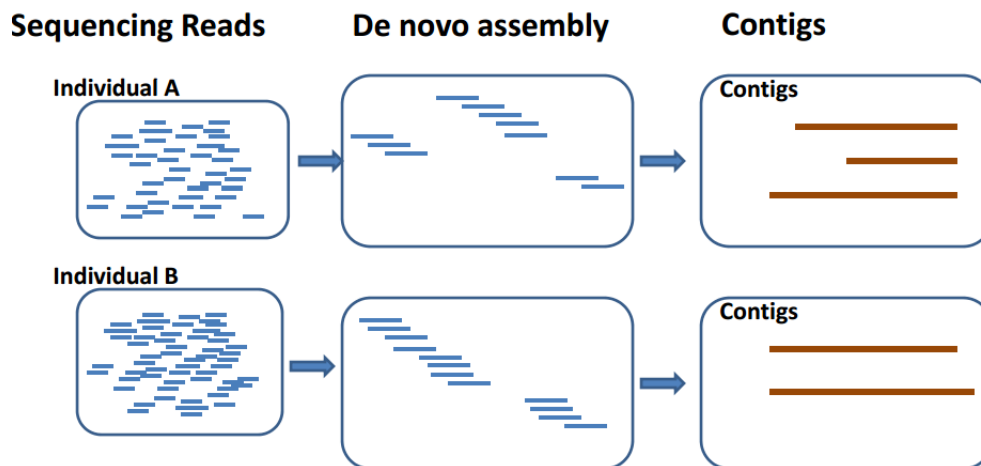 Sequencing Reads De novo assembly Contigs
Individual A
Contigs
Individual B
Contigs